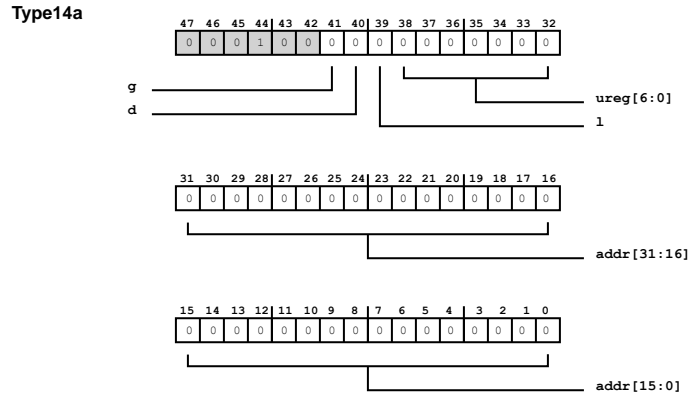 Type14a
47 46 45 44 43 42 41 40 39 38 37 36 35 34 33 32
0 0 0 1 0 0 0 0 0 0 0 0 0 0 0 0
g
ureg[6:0]
d
l
31 30 29 28 27 26 25 24 23 22 21 20 19 18 17 16
0 0 0 0 0 0 0 0 0 0 0 0 0 0 0 0
addr[31:16]
15 14 13 12 11 10 9 8 7 6 5 4 3 2 1 0
0 0 0 0 0 0 0 0 0 0 0 0 0 0 0 0
addr[15:0]